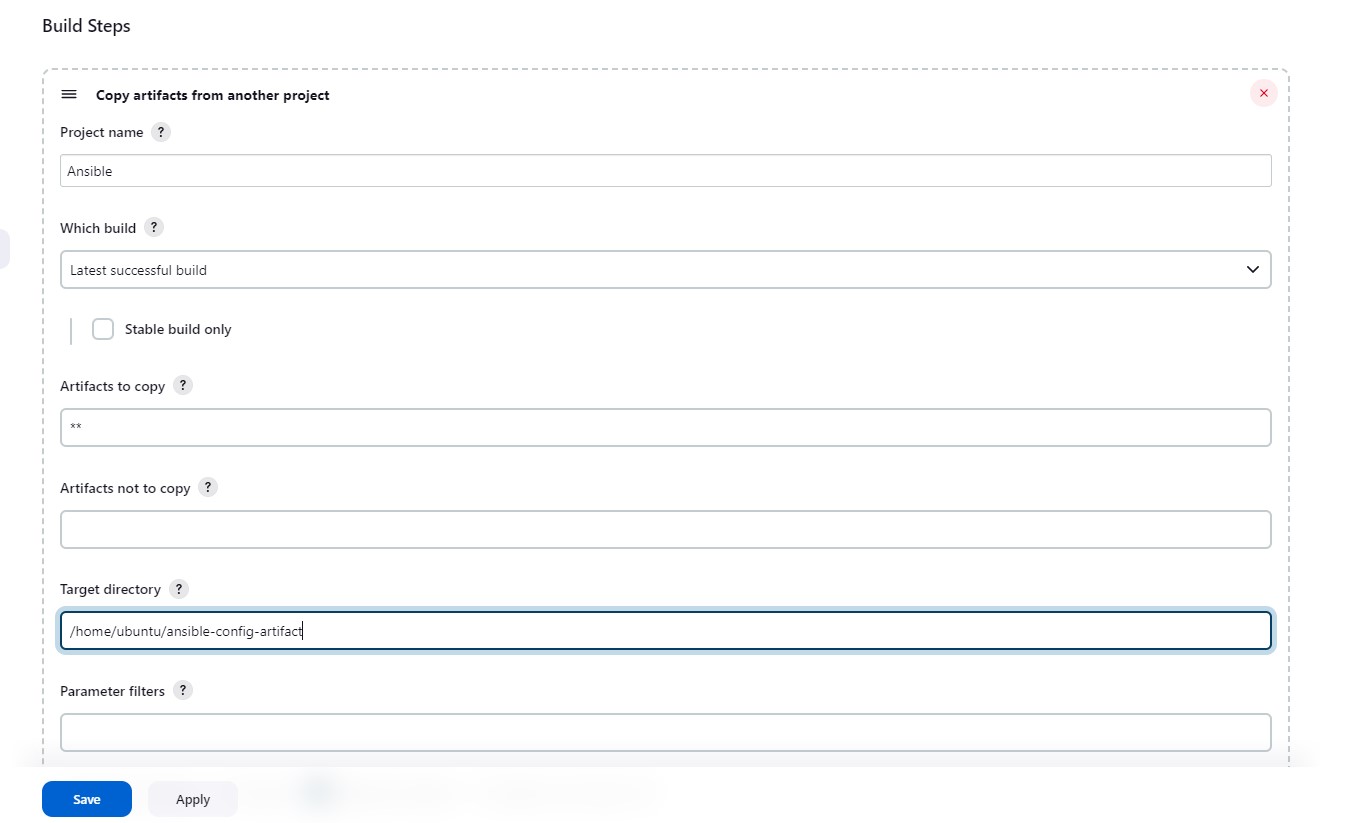 Build Steps
Copy artifacts from another project
Project name ?
Ansible
Which build ?
Latest successful build
Stable build only
Artifacts to copy ?
**
Artifacts not to copy ?
Target directory ?
/home/ubuntu/ansible-config-artifact
Parameter filters ?
Save Apply